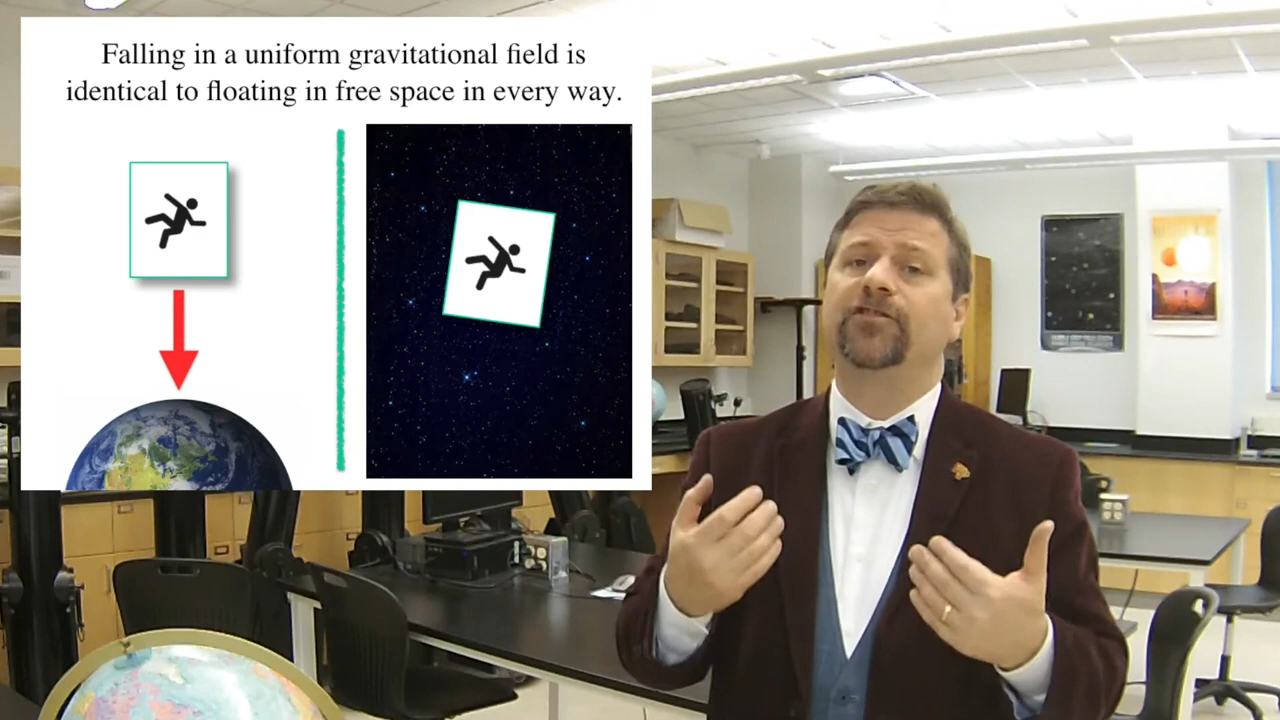 Falling in a uniform gravitational field is
identical to floating in free space in every way.